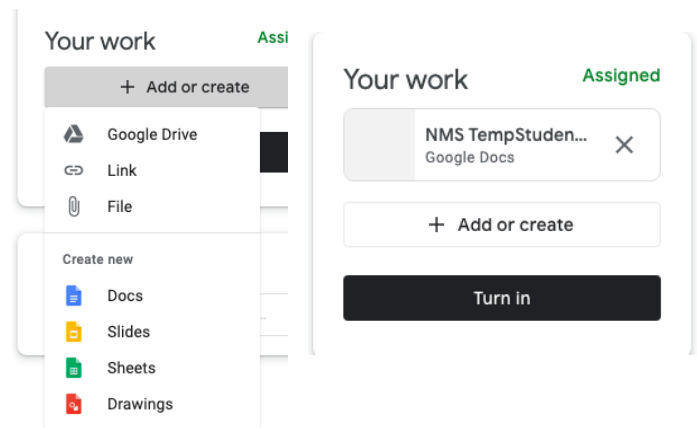 Your work
Assi
+ Add or create
Google Drive
Link
File
Create new
Docs
Slides
Sheets
Drawings
Your work
Assigned
NMS TempStuden...
Google Docs
+ Add or create
Turn in